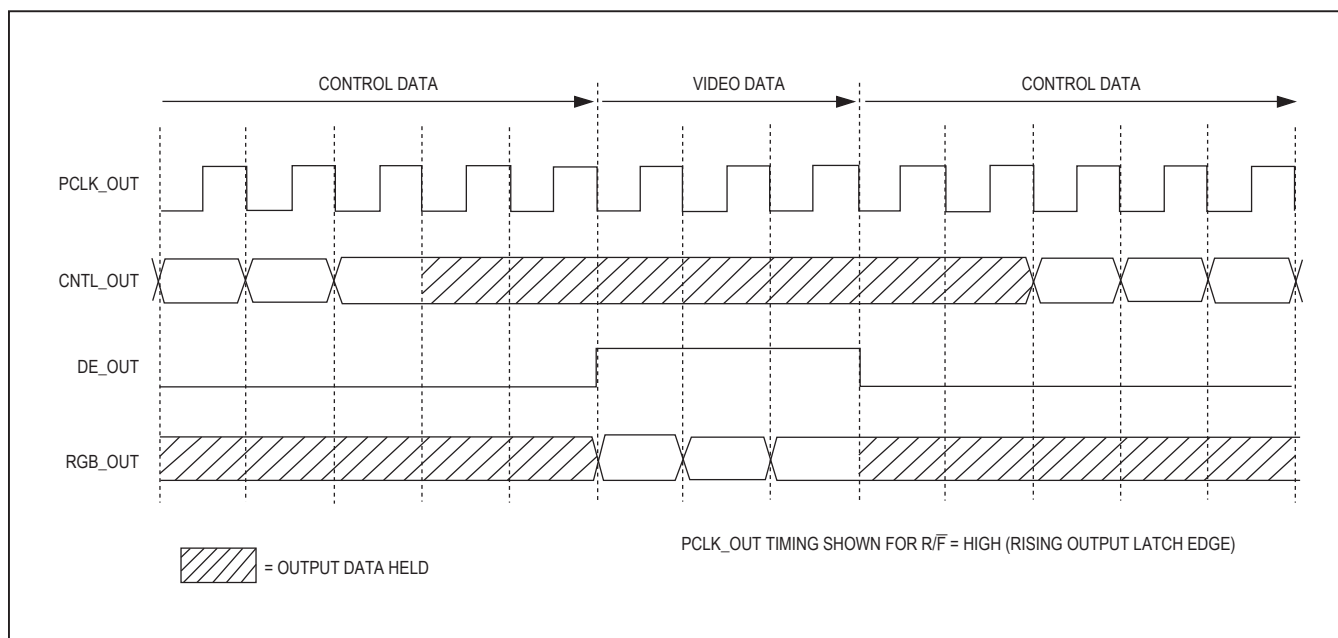 CONTROL DATA
VIDEO DATA
CONTROL DATA
PCLK_OUT
CNTL_OUT
DE_OUT
RGB_OUT
PCLK_OUT TIMING SHOWN FOR R/F̅ = HIGH (RISING OUTPUT LATCH EDGE)
= OUTPUT DATA HELD